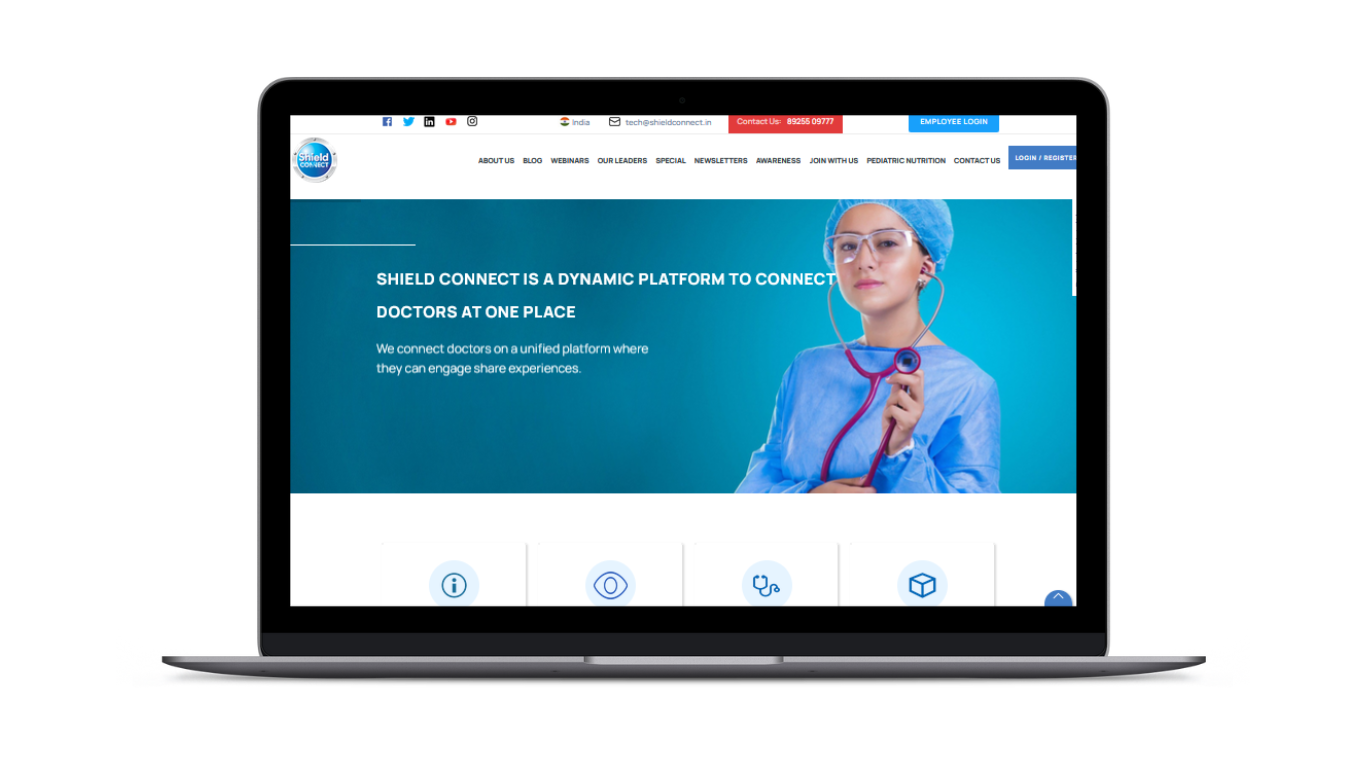 India tech@shieldconnect.in Contact Us: 89255 09777 EMPLOYEE LOGIN
Shield
CONNECT
ABOUT US BLOG WEBINARS OUR LEADERS SPECIAL NEWSLETTERS AWARENESS JOIN WITH US PEDIATRIC NUTRITION CONTACT US LOGIN / REGISTER
SHIELD CONNECT IS A DYNAMIC PLATFORM TO CONNECT
DOCTORS AT ONE PLACE
We connect doctors on a unified platform where
they can engage share experiences.